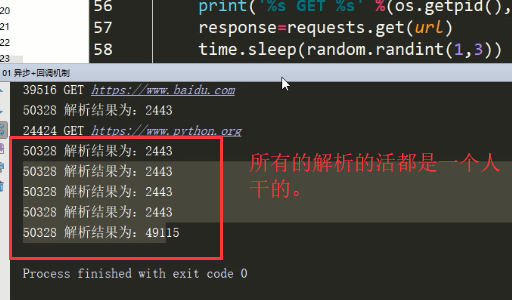 20
56 print('%s GET %s' %(os.getpid(),
21
57 response=requests.get(url)
22
58 time.sleep(random.randint(1,3))
23
01 异步+回调机制
39516 GET https://www.baidu.com
50328 解析结果为：2443
24424 GET https://www.python.org
50328 解析结果为：2443
50328 解析结果为：2443
50328 解析结果为：2443
50328 解析结果为：2443
50328 解析结果为：49115
所有的解析的活都是一个人
干的。
Process finished with exit code 0